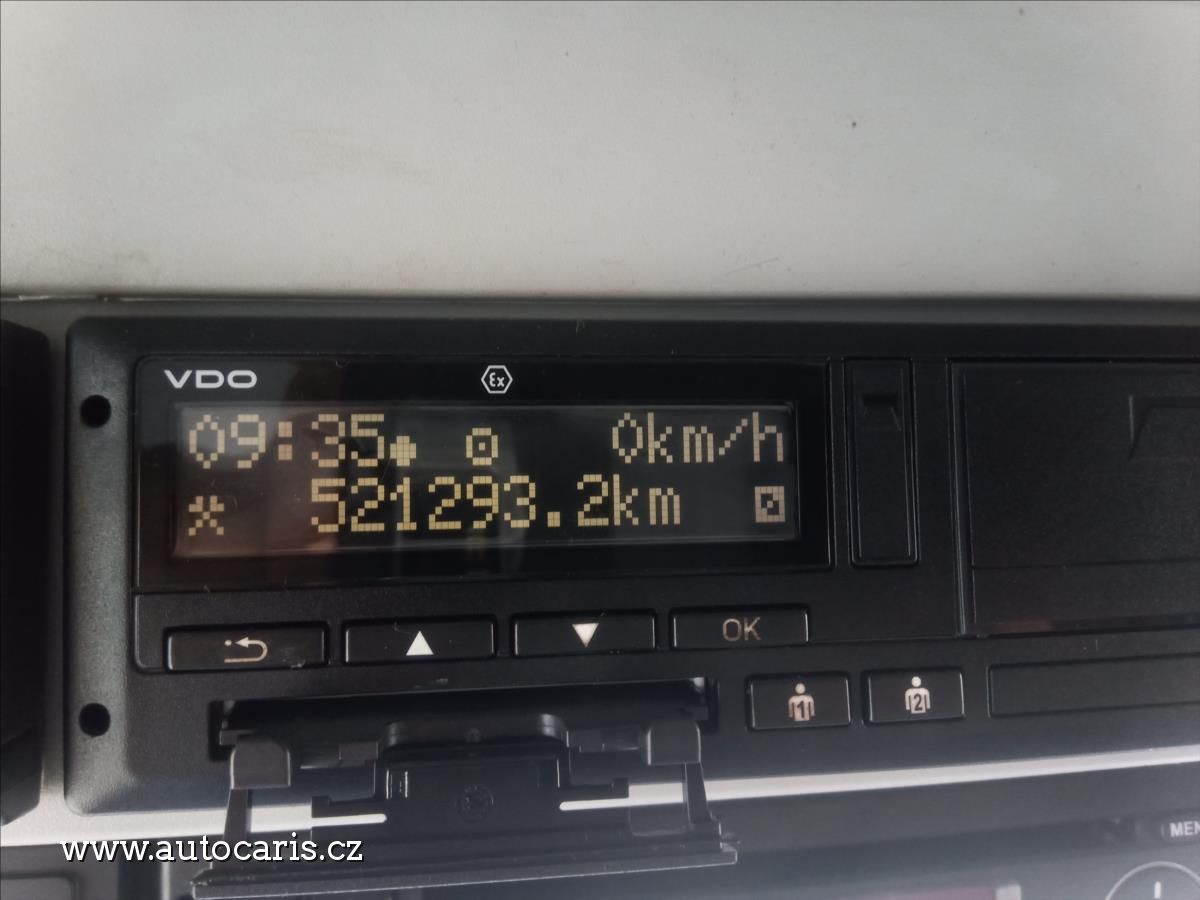 VDO
Ex
09:35 0km/h
521293.2km
OK
1 2
www.autocaris.cz